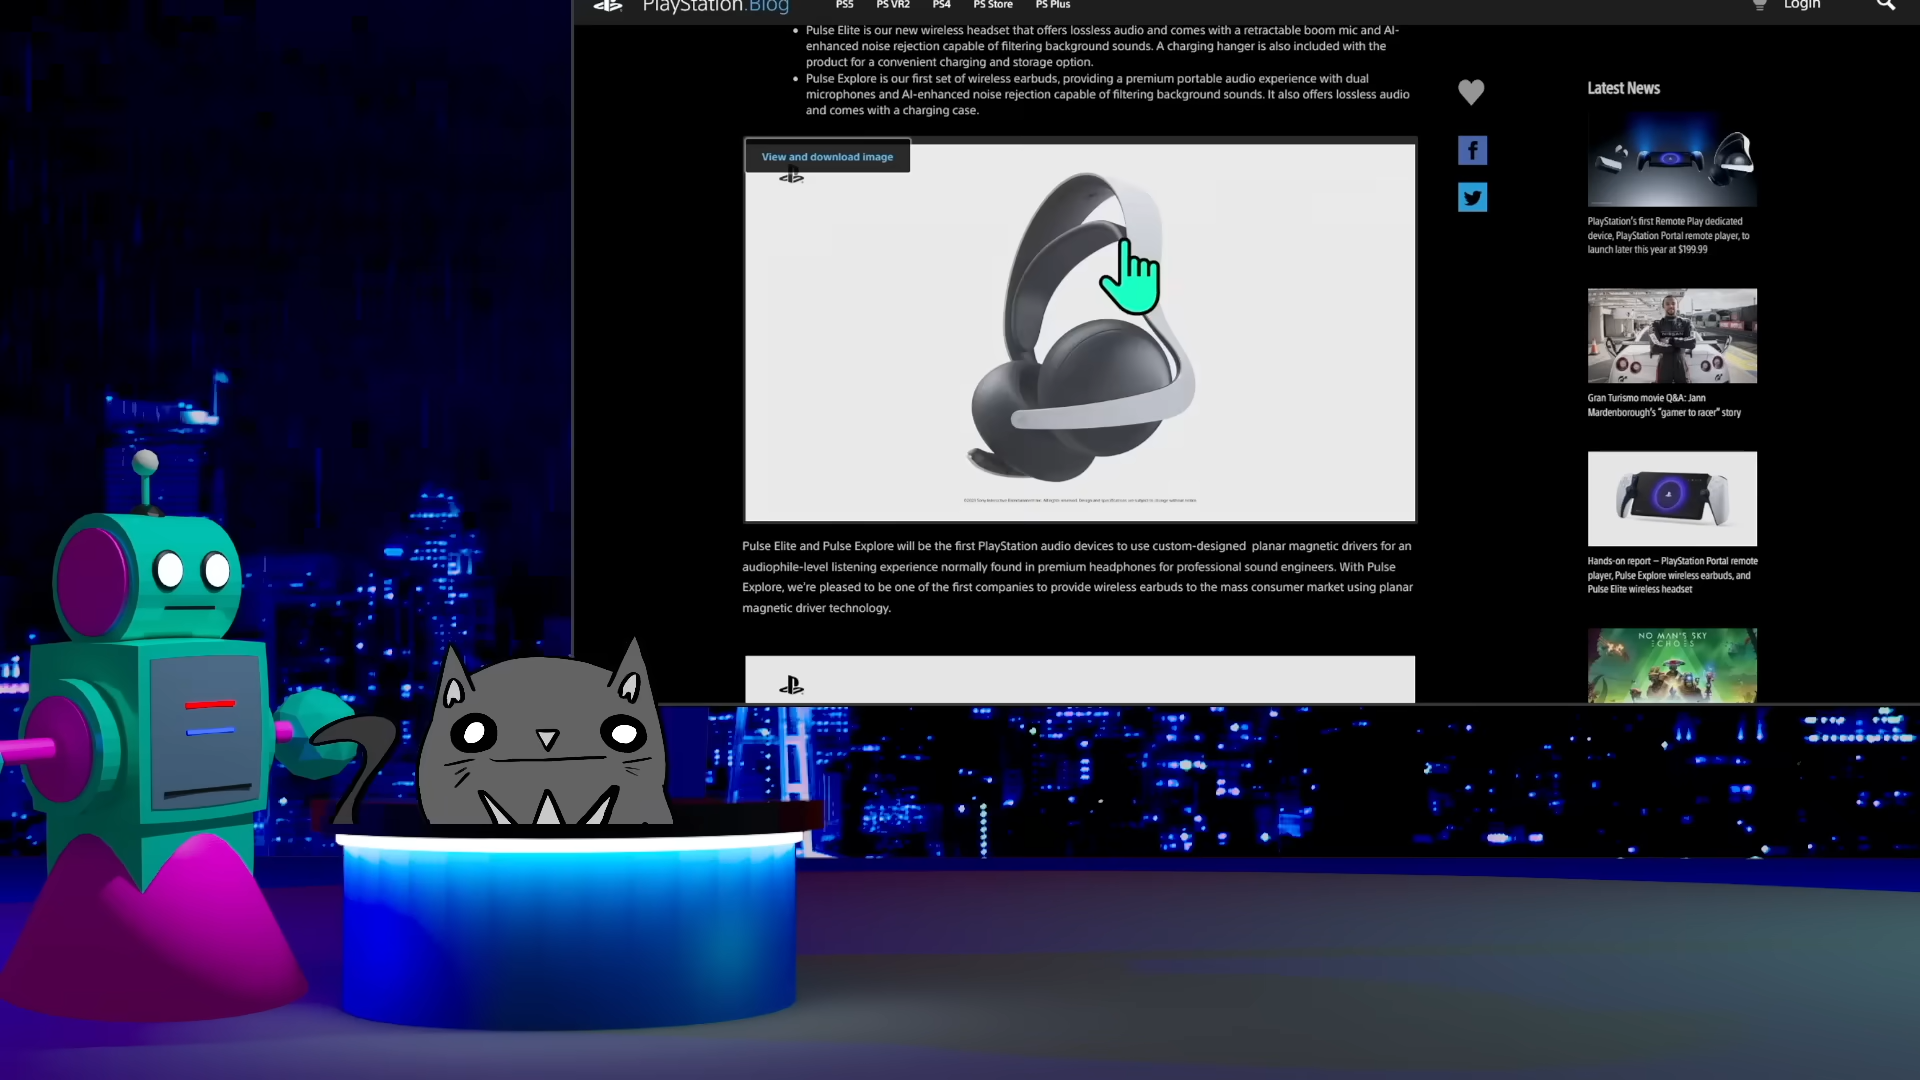 PlayStation.Blog
PS5 PS VR2 PS4 PS Store PS Plus
Login
Pulse Elite is our new wireless headset that offers lossless audio and comes with a retractable boom mic and AI-
enhanced noise rejection capable of filtering background sounds. A charging hanger is also included with the
product for a convenient charging and storage option.
Pulse Explore is our first set of wireless earbuds, providing a premium portable audio experience with dual
microphones and AI-enhanced noise rejection capable of filtering background sounds. It also offers lossless audio
and comes with a charging case.
View and download image
Pulse Elite and Pulse Explore will be the first PlayStation audio devices to use custom-designed planar magnetic drivers for an
audiophile-level listening experience normally found in premium headphones for professional sound engineers. With Pulse
Explore, we're pleased to be one of the first companies to provide wireless earbuds to the mass consumer market using planar
magnetic driver technology.
Latest News
PlayStation's first Remote Play dedicated
device, PlayStation Portal remote player, to
launch later this year at $199.99
Gran Turismo movie Q&A: Jann
Mardenborough's "gamer to racer" story
Hands-on report – PlayStation Portal remote
player, Pulse Explore wireless earbuds, and
Pulse Elite wireless headset
NO MAN'S SKY
ECHOES